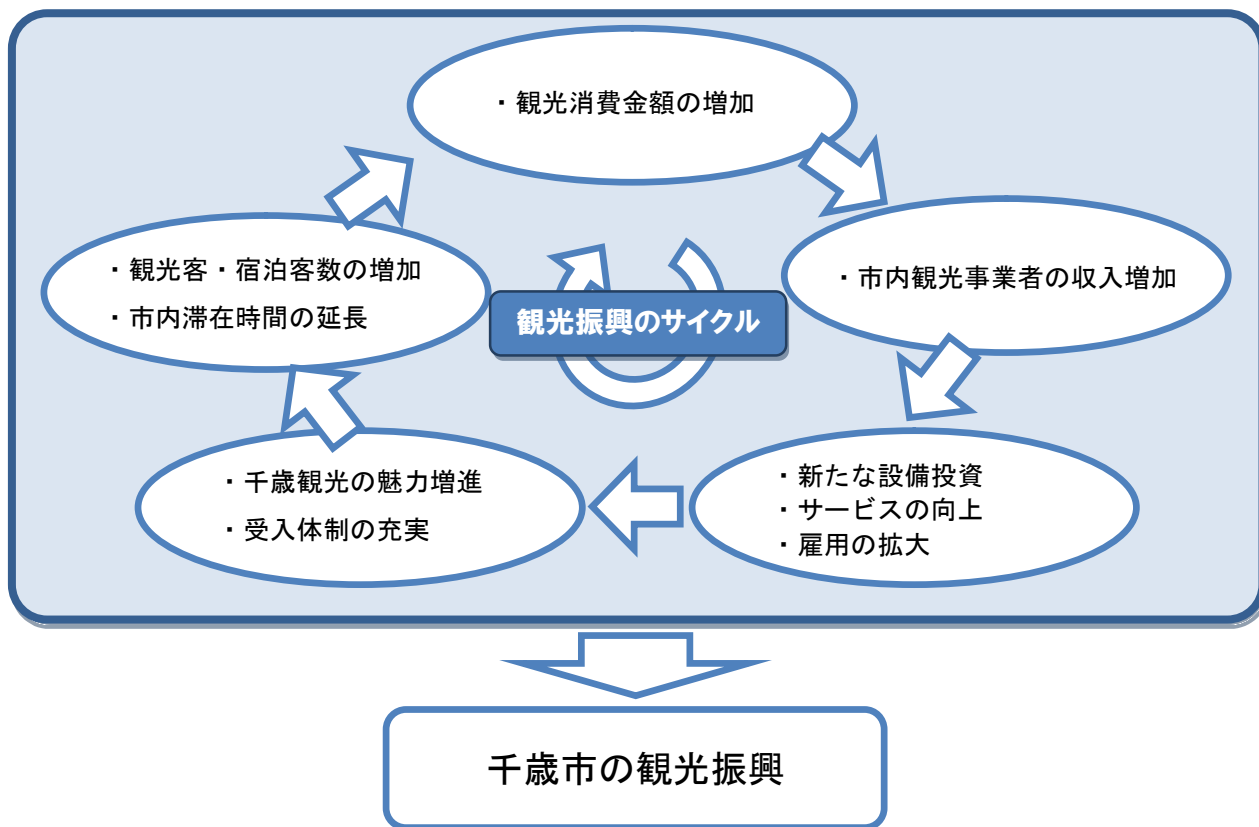 ・観光消費金額の増加
・観光客・宿泊客数の増加
・市内滞在時間の延長
・市内観光事業者の収入増加
観光振興のサイクル
・千歳観光の魅力増進
・受入体制の充実
・新たな設備投資
・サービスの向上
・雇用の拡大
千歳市の観光振興